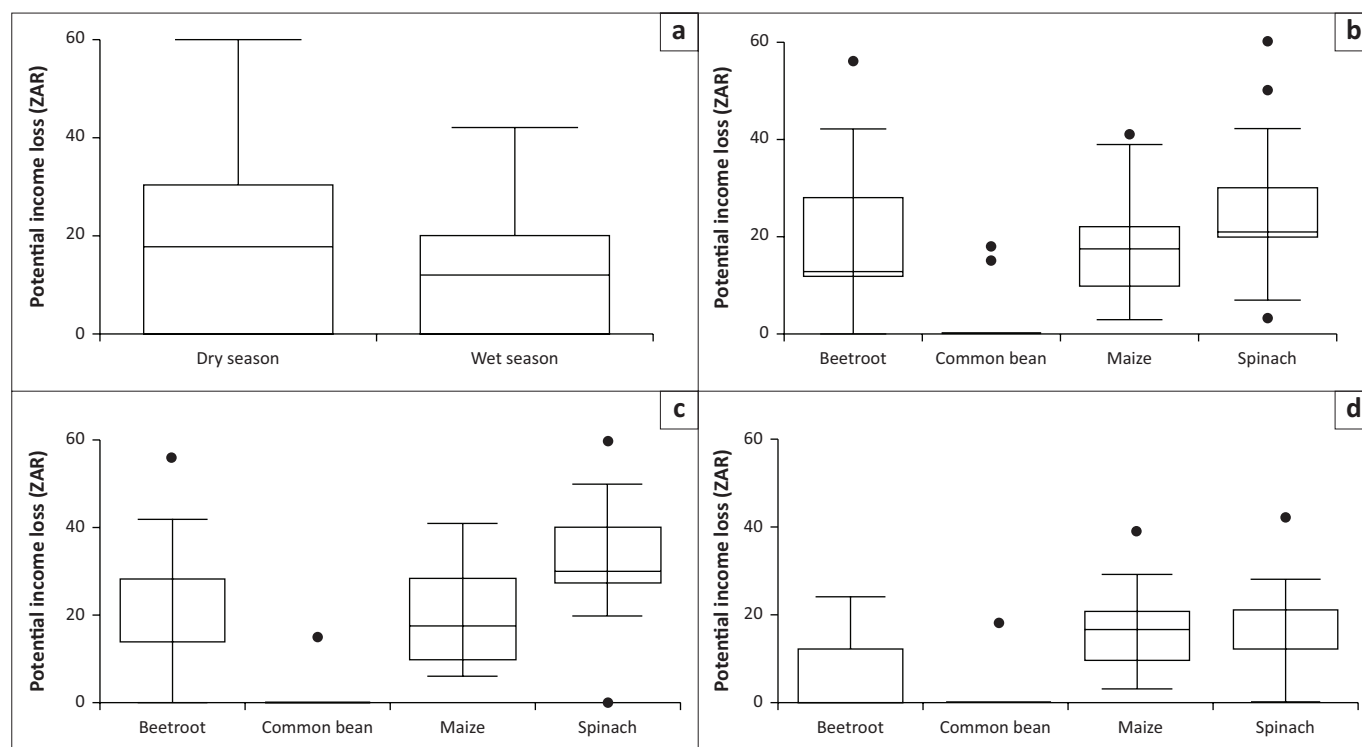 a
Potential income loss (ZAR)
60
40
20
0
Dry season
Wet season
b
Potential income loss (ZAR)
60
40
20
0
Beetroot
Common bean
Maize
Spinach
c
Potential income loss (ZAR)
60
40
20
0
Beetroot
Common bean
Maize
Spinach
d
Potential income loss (ZAR)
60
40
20
0
Beetroot
Common bean
Maize
Spinach